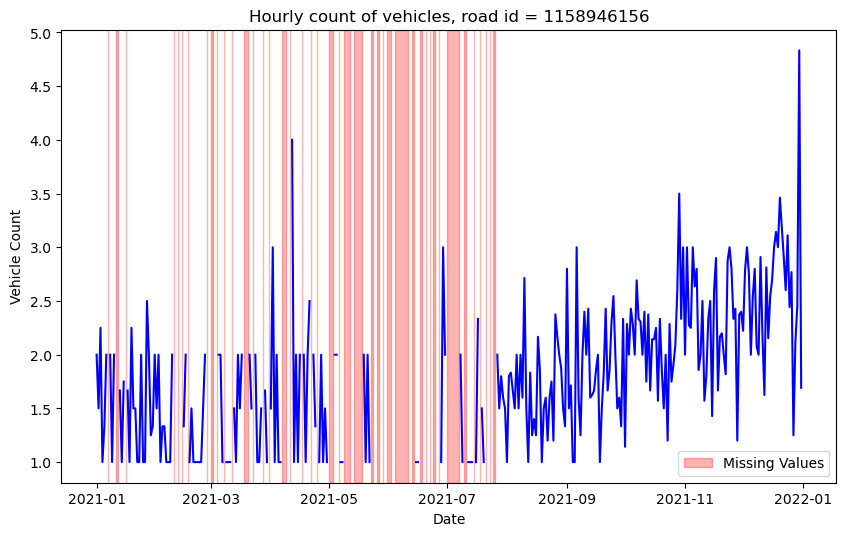 Hourly count of vehicles, road id = 1158946156
Vehicle Count
5.0
4.5
4.0
3.5
3.0
2.5
2.0
1.5
1.0
Missing Values
2021-01 2021-03 2021-05 2021-07 2021-09 2021-11 2022-01
Date